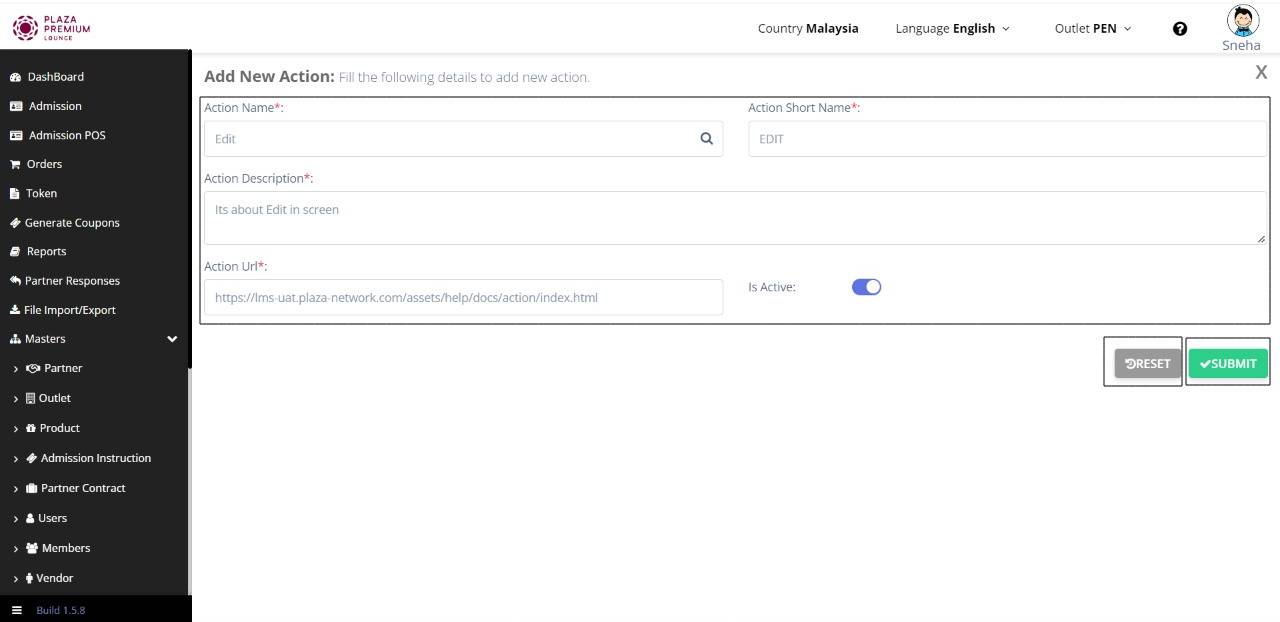 PLAZA
PREMIUM
LOUNGE
Country Malaysia
Language English
Outlet PEN
Sneha
DashBoard
Admission
Admission POS
Orders
Token
Generate Coupons
Reports
Partner Responses
File Import/Export
Masters
Partner
Outlet
Product
Admission Instruction
Partner Contract
Users
Members
Vendor
Build 1.5.8
Add New Action: Fill the following details to add new action.
X
Action Name*:
Action Short Name*:
Edit
EDIT
Action Description*:
Its about Edit in screen
Action Url*:
Is Active:
https://lms-uat.plaza-network.com/assets/help/docs/action/index.html
RESET
SUBMIT